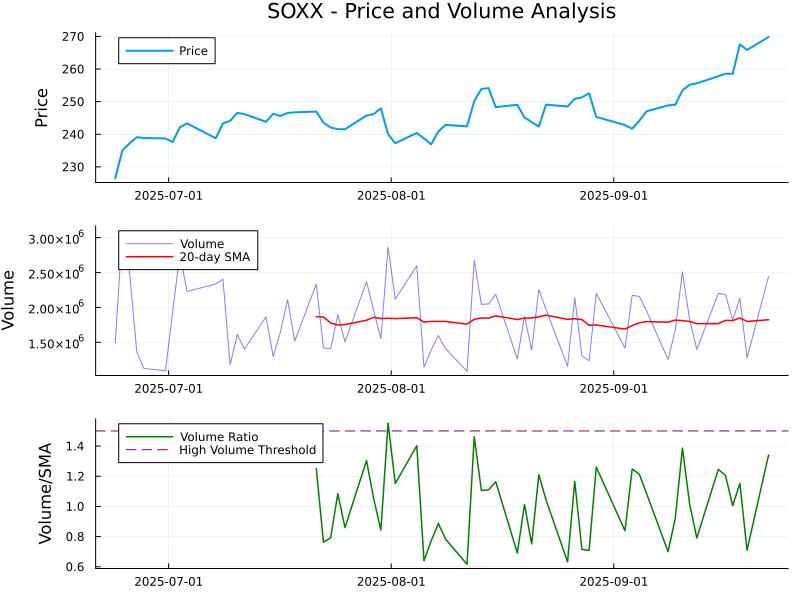 SOXX - Price and Volume Analysis
Price
270
260
250
240
230
Price
2025-07-01
2025-08-01
2025-09-01
Volume
20-day SMA
3.00×10⁶
2.50×10⁶
2.00×10⁶
1.50×10⁶
Volume
2025-07-01
2025-08-01
2025-09-01
Volume Ratio
High Volume Threshold
1.4
1.2
1.0
0.8
0.6
Volume/SMA
2025-07-01
2025-08-01
2025-09-01